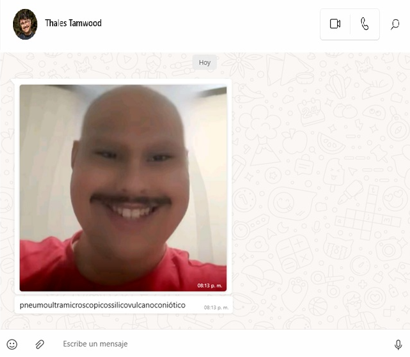 Thales Tamwood
Hoy
08:13 p. m.
pneumoultramicroscopicossilicovulcanoconiótico
08:13 p. m.
Escribe un mensaje